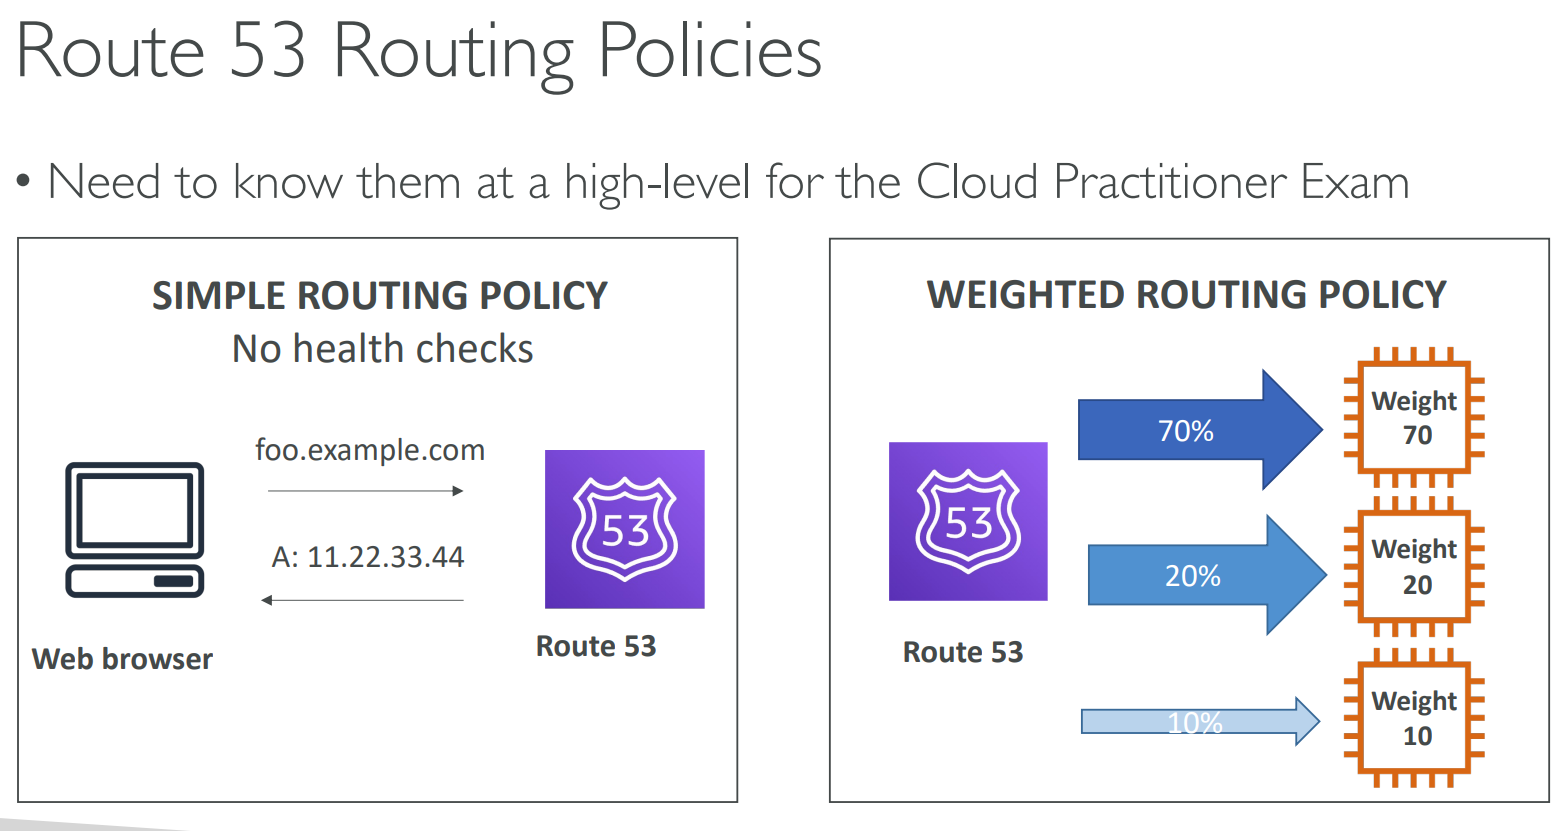 Route 53 Routing Policies
• Need to know them at a high-level for the Cloud Practitioner Exam
SIMPLE ROUTING POLICY
No health checks
foo.example.com
A: 11.22.33.44
53
Web browser
Route 53
WEIGHTED ROUTING POLICY
53
Route 53
70%
Weight
70
20%
Weight
20
10%
Weight
10